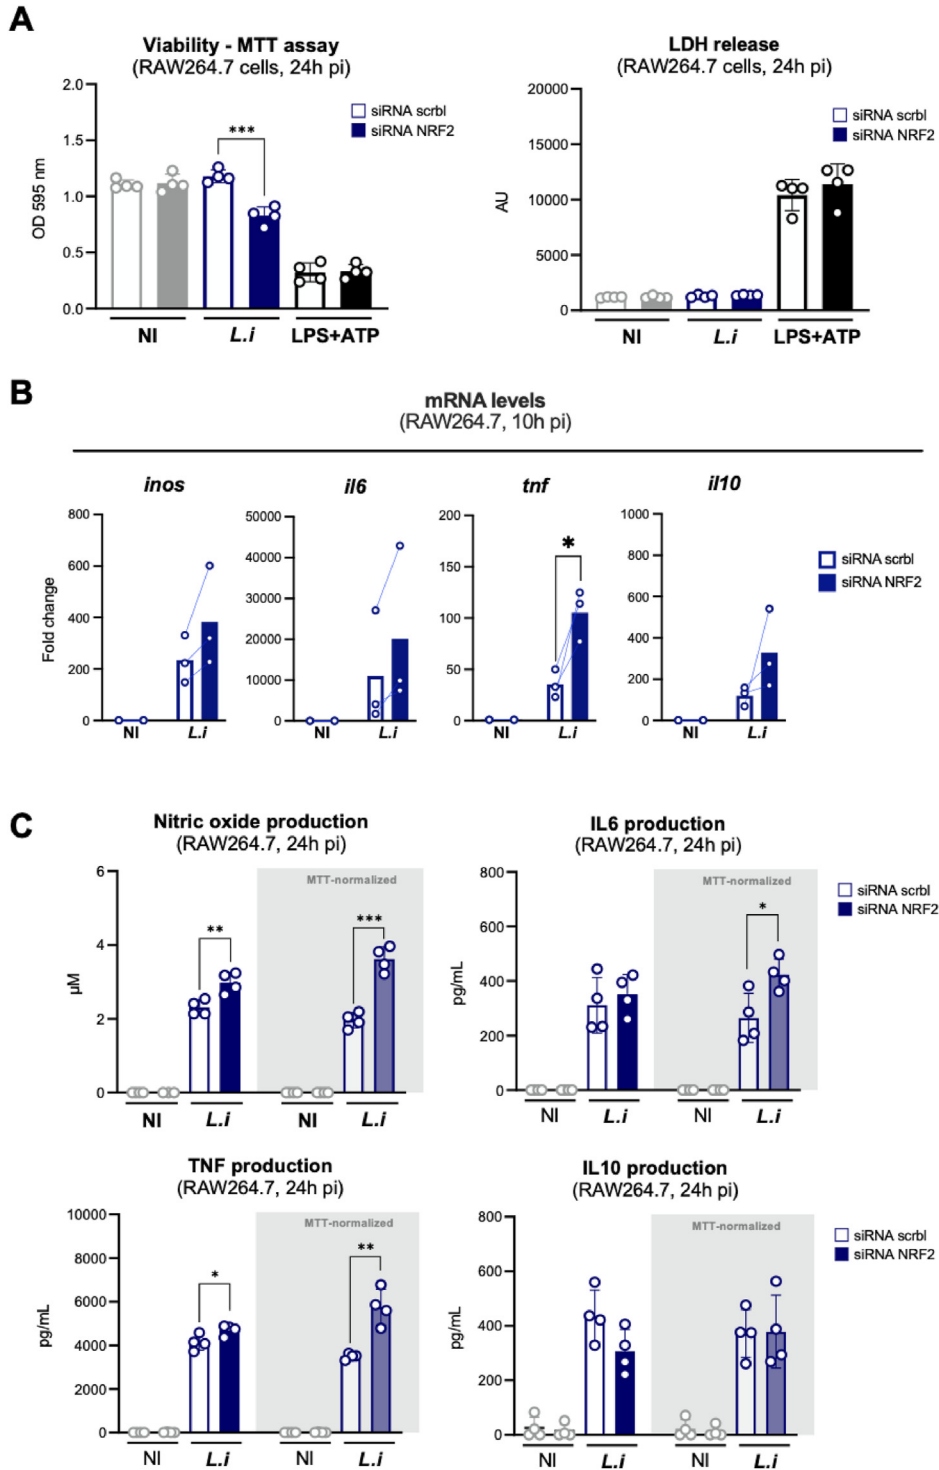 A
Viability - MTT assay
(RAW264.7 cells, 24h pi)
2.0
1.5
1.0
0.5
0.0
OD 595 nm
***
siRNA scrbl
siRNA NRF2
NI
L.i
LPS+ATP
LDH release
(RAW264.7 cells, 24h pi)
20000
15000
10000
5000
0
AU
siRNA scrbl
siRNA NRF2
NI
L.i
LPS+ATP
B
mRNA levels
(RAW264.7, 10h pi)
inos
800
600
400
200
0
Fold change
NI
L.i
il6
50000
40000
30000
20000
10000
0
NI
L.i
tnf
200
150
100
50
0
*
NI
L.i
il10
1000
800
600
400
200
0
NI
L.i
siRNA scrbl
siRNA NRF2
C
Nitric oxide production
(RAW264.7, 24h pi)
6
4
2
0
µM
MTT-normalized
**
***
NI
L.i
NI
L.i
IL6 production
(RAW264.7, 24h pi)
800
600
400
200
0
pg/mL
MTT-normalized
*
NI
L.i
NI
L.i
siRNA scrbl
siRNA NRF2
TNF production
(RAW264.7, 24h pi)
10000
8000
6000
4000
2000
0
pg/mL
MTT-normalized
*
**
NI
L.i
NI
L.i
IL10 production
(RAW264.7, 24h pi)
800
600
400
200
0
pg/mL
MTT-normalized
NI
L.i
NI
L.i
siRNA scrbl
siRNA NRF2